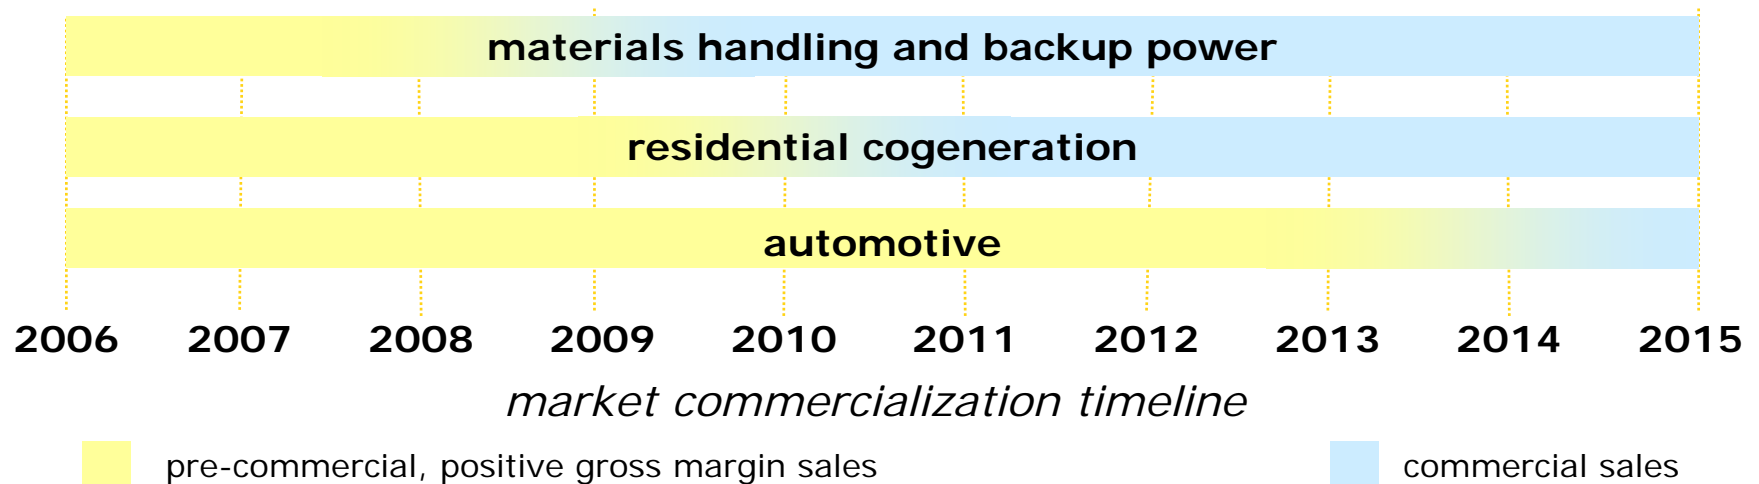 materials handling and backup power
residential cogeneration
automotive
2006 2007 2008 2009 2010 2011 2012 2013 2014 2015
market commercialization timeline
pre-commercial, positive gross margin sales commercial sales